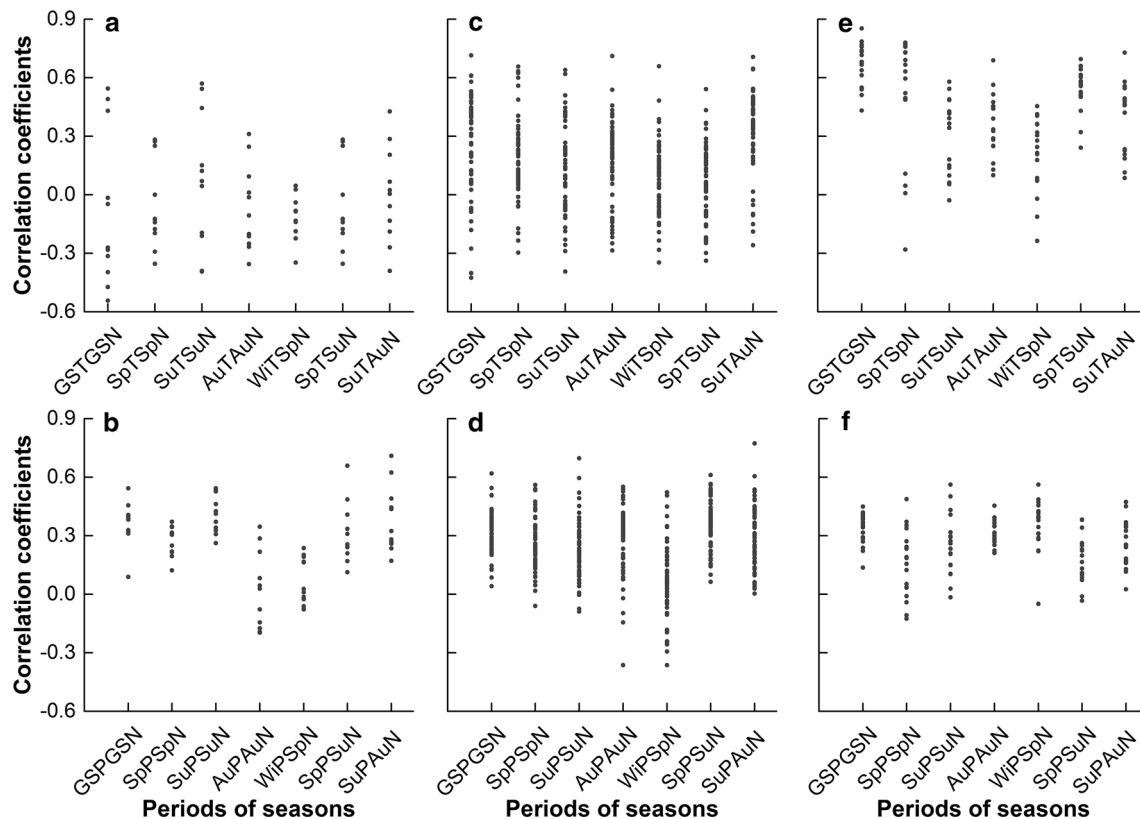 a
c
e
Correlation coefficients
0.9
0.6
0.3
0.0
-0.3
-0.6
GSTGSN
SpTSpN
SuTSuN
AuTAuN
WiTSpN
SpTSuN
SuTAuN
GSTGSN
SpTSpN
SuTSuN
AuTAuN
WiTSpN
SpTSuN
SuTAuN
GSTGSN
SpTSpN
SuTSuN
AuTAuN
WiTSpN
SpTSuN
SuTAuN
b
d
f
Correlation coefficients
0.9
0.6
0.3
0.0
-0.3
-0.6
GSPGSN
SpPSpN
SuPSuN
AuPAuN
WiPSpN
SpPSuN
SuPAuN
GSPGSN
SpPSpN
SuPSuN
AuPAuN
WiPSpN
SpPSuN
SuPAuN
GSPGSN
SpPSpN
SuPSuN
AuPAuN
WiPSpN
SpPSuN
SuPAuN
Periods of seasons
Periods of seasons
Periods of seasons